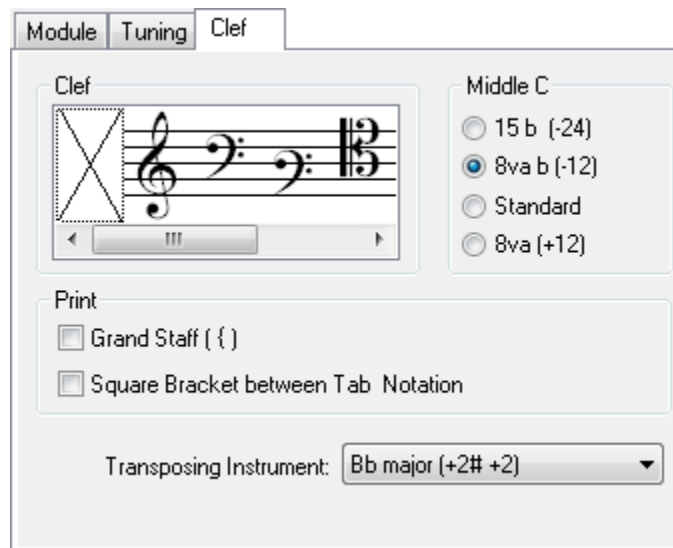 Module Tuning Clef
Clef
Middle C
15 b (-24)
8va b (-12)
Standard
8va (+12)
Print
Grand Staff ( { )
Square Bracket between Tab Notation
Transposing Instrument: Bb major (+2# +2)